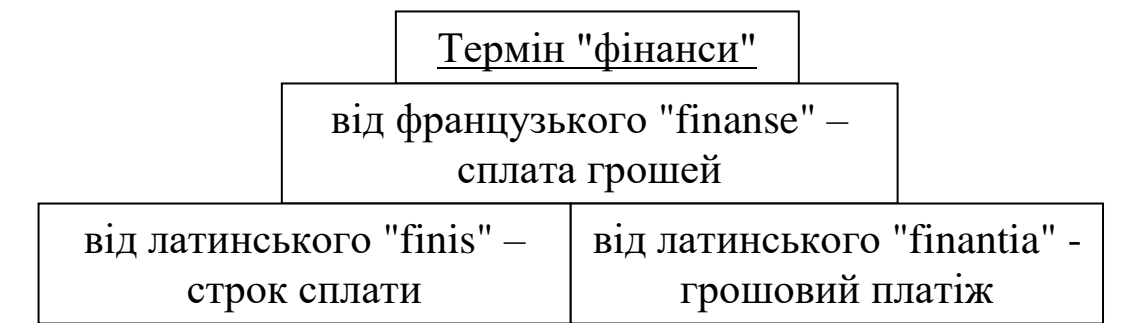 Термін "фінанси"
від французького "finanse" –
сплата грошей
від латинського "finis" –
строк сплати
від латинського "finantia" -
грошовий платіж